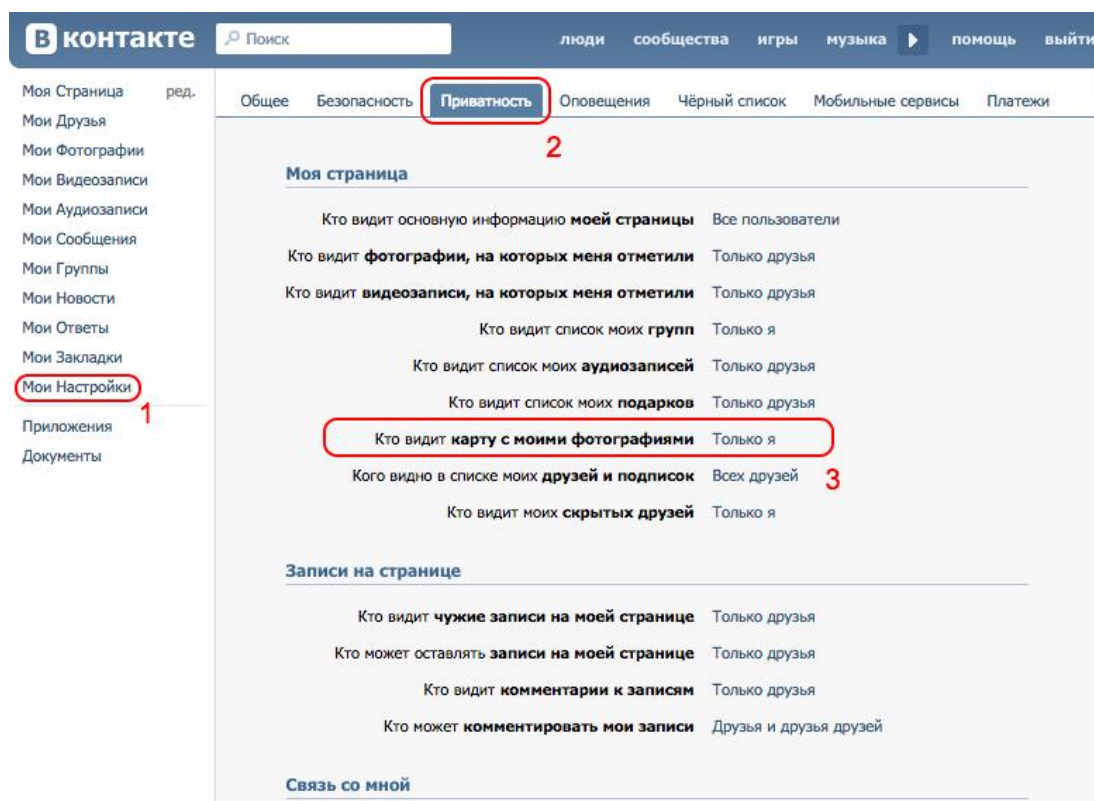 В контакте Поиск люди сообщества игры музыка помощь выйти
Моя Страница ред.
Мои Друзья
Мои Фотографии
Мои Видеозаписи
Мои Аудиозаписи
Мои Сообщения
Мои Группы
Мои Новости
Мои Ответы
Мои Закладки
Мои Настройки
1
Приложения
Документы
Общее Безопасность Приватность Оповещения Чёрный список Мобильные сервисы Платежи
2
Моя страница
Кто видит основную информацию моей страницы Все пользователи
Кто видит фотографии, на которых меня отметили Только друзья
Кто видит видеозаписи, на которых меня отметили Только друзья
Кто видит список моих групп Только я
Кто видит список моих аудиозаписей Только друзья
Кто видит список моих подарков Только друзья
Кто видит карту с моими фотографиями Только я
3
Кого видно в списке моих друзей и подписок Всех друзей
Кто видит моих скрытых друзей Только я
Записи на странице
Кто видит чужие записи на моей странице Только друзья
Кто может оставлять записи на моей странице Только друзья
Кто видит комментарии к записям Только друзья
Кто может комментировать мои записи Друзья и друзья друзей
Связь со мной